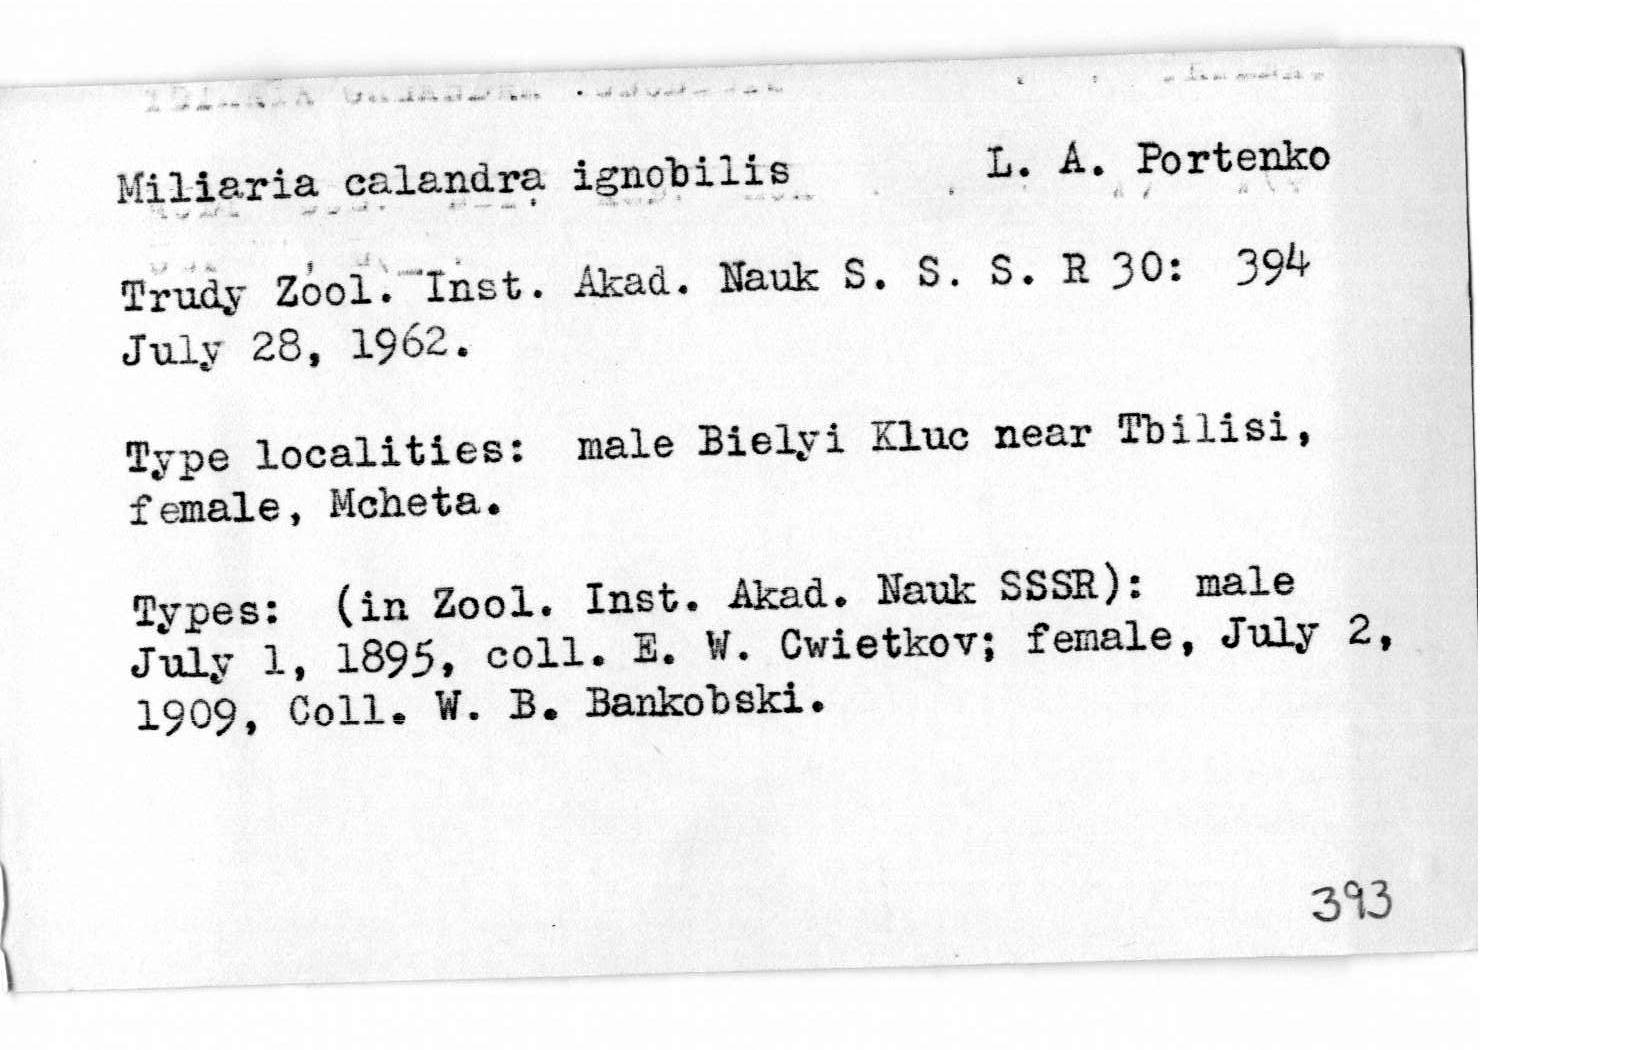 Miliaria calandra ignobilis L. A. Portenko
Trudy Zool. Inst. Akad. Nauk S. S. S. R 30: 394
July 28, 1962.
Type localities: male Bielyi Kluc near Tbilisi,
female, Mcheta.
Types: (in Zool. Inst. Akad. Nauk SSSR): male
July 1, 1895, coll. E. W. Cwietkov; female, July 2,
1909, Coll. W. B. Bankobski.
393